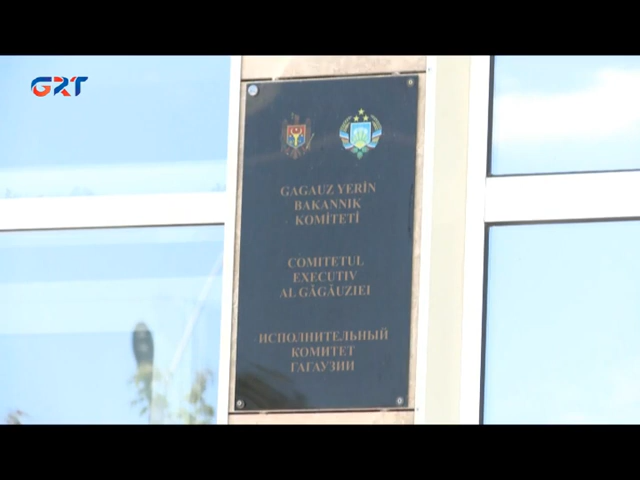 GRT
GAGAUZ YERİN
BAKANNIK
KOMİTETİ
COMITETUL
EXECUTIV
AL GĂGĂUZIEI
ИСПОЛНИТЕЛЬНЫЙ
КОМИТЕТ
ГАГАУЗИИ